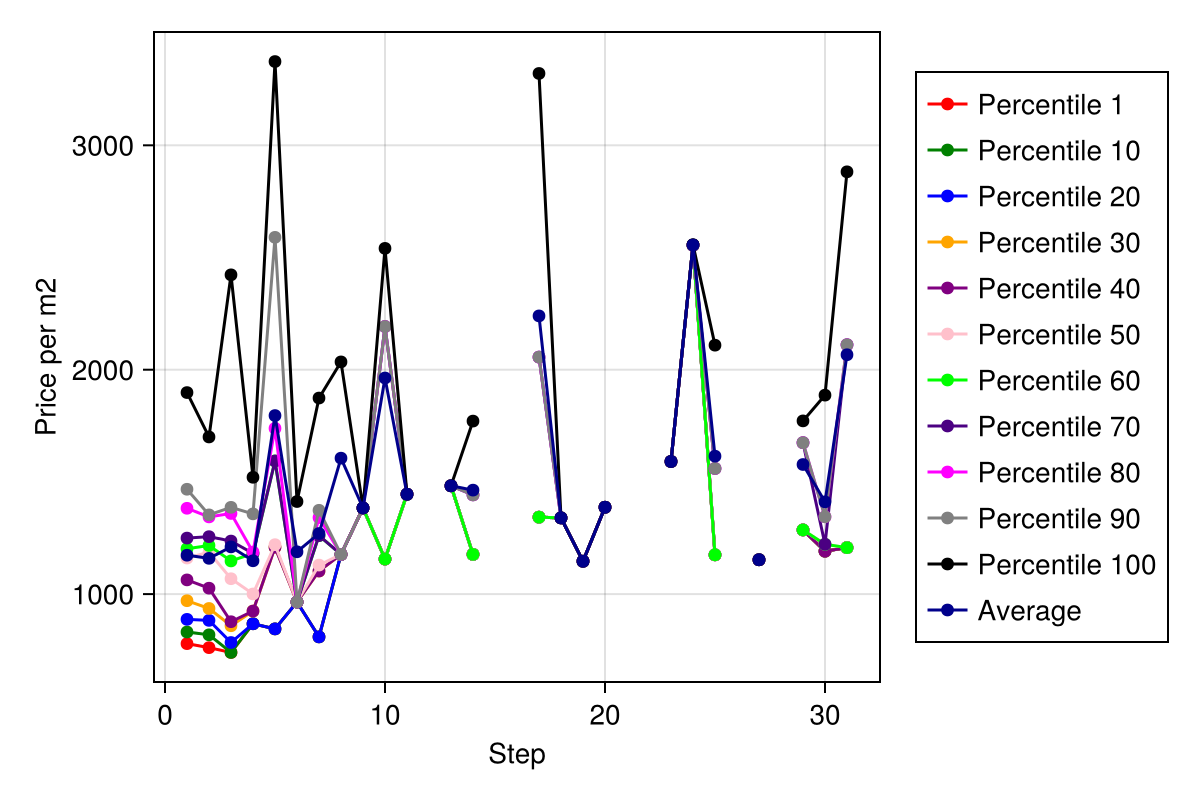 Price per m2
3000
2000
1000
0
10
20
30
Step
Percentile 1
Percentile 10
Percentile 20
Percentile 30
Percentile 40
Percentile 50
Percentile 60
Percentile 70
Percentile 80
Percentile 90
Percentile 100
Average